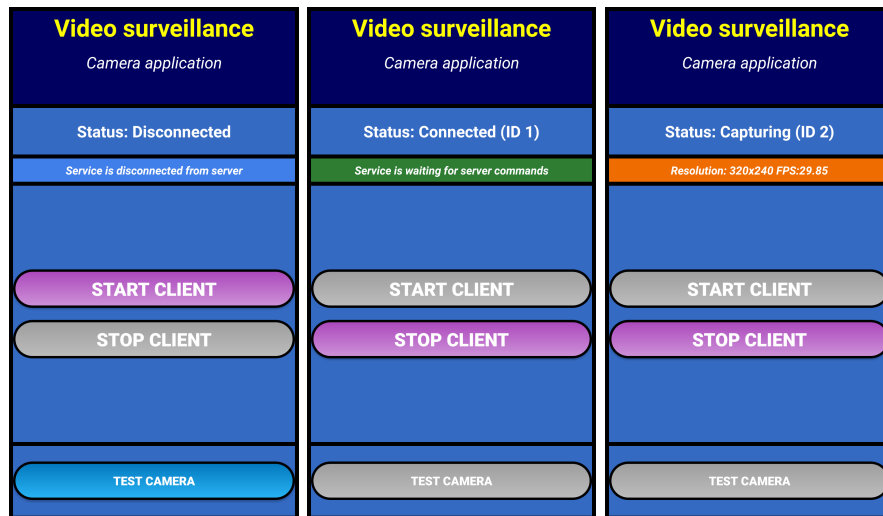 Video surveillance
Camera application
Status: Disconnected
Service is disconnected from server
START CLIENT
STOP CLIENT
TEST CAMERA
Video surveillance
Camera application
Status: Connected (ID 1)
Service is waiting for server commands
START CLIENT
STOP CLIENT
TEST CAMERA
Video surveillance
Camera application
Status: Capturing (ID 2)
Resolution: 320x240 FPS:29.85
START CLIENT
STOP CLIENT
TEST CAMERA